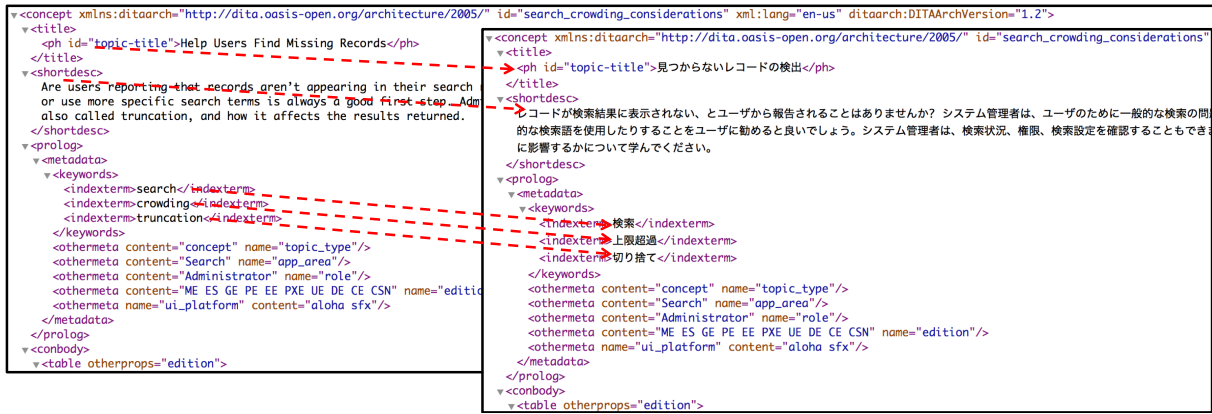 <concept xmlns:ditaarch="http://dita.oasis-open.org/architecture/2005/" id="search_crowding_considerations" xml:lang="en-us" ditaarch:DITAArchVersion="1.2">
<title>
<ph id="topic-title">Help Users Find Missing Records</ph>
</title>
<shortdesc>
Are users reporting that records aren't appearing in their search
or use more specific search terms is always a good first step.
also called truncation, and how it affects the results returned.
</shortdesc>
<prolog>
<metadata>
<keywords>
<indexterm>search</indexterm>
<indexterm>crowding</indexterm>
<indexterm>truncation</indexterm>
</keywords>
<othermeta content="concept" name="topic_type"/>
<othermeta content="Search" name="app_area"/>
<othermeta content="Administrator" name="role"/>
<othermeta content="ME ES GE PE EE PXE UE DE CE CSN" name="editio
<othermeta name="ui_platform" content="aloha sfx"/>
</metadata>
</prolog>
<conbody>
<table otherprops="edition">
<concept xmlns:ditaarch="http://dita.oasis-open.org/architecture/2005/" id="search_crowding_considerations"
<title>
<ph id="topic-title">見つからないレコードの検出</ph>
</title>
<shortdesc>
レコードが検索結果に表示されない、とユーザから報告されることはありませんか? システム管理者は、ユーザのために一般的な検索の問
的な検索語を使用したりすることをユーザに勧めると良いでしょう。システム管理者は、検索状況、権限、検索設定を確認することもでき
に影響するかについて学んでください。
</shortdesc>
<prolog>
<metadata>
<keywords>
<indexterm>検索</indexterm>
<indexterm>上限超過</indexterm>
<indexterm>切り捨て</indexterm>
</keywords>
<othermeta content="concept" name="topic_type"/>
<othermeta content="Search" name="app_area"/>
<othermeta content="Administrator" name="role"/>
<othermeta content="ME ES GE PE EE PXE UE DE CE CSN" name="edition"/>
<othermeta name="ui_platform" content="aloha sfx"/>
</metadata>
</prolog>
<conbody>
<table otherprops="edition">